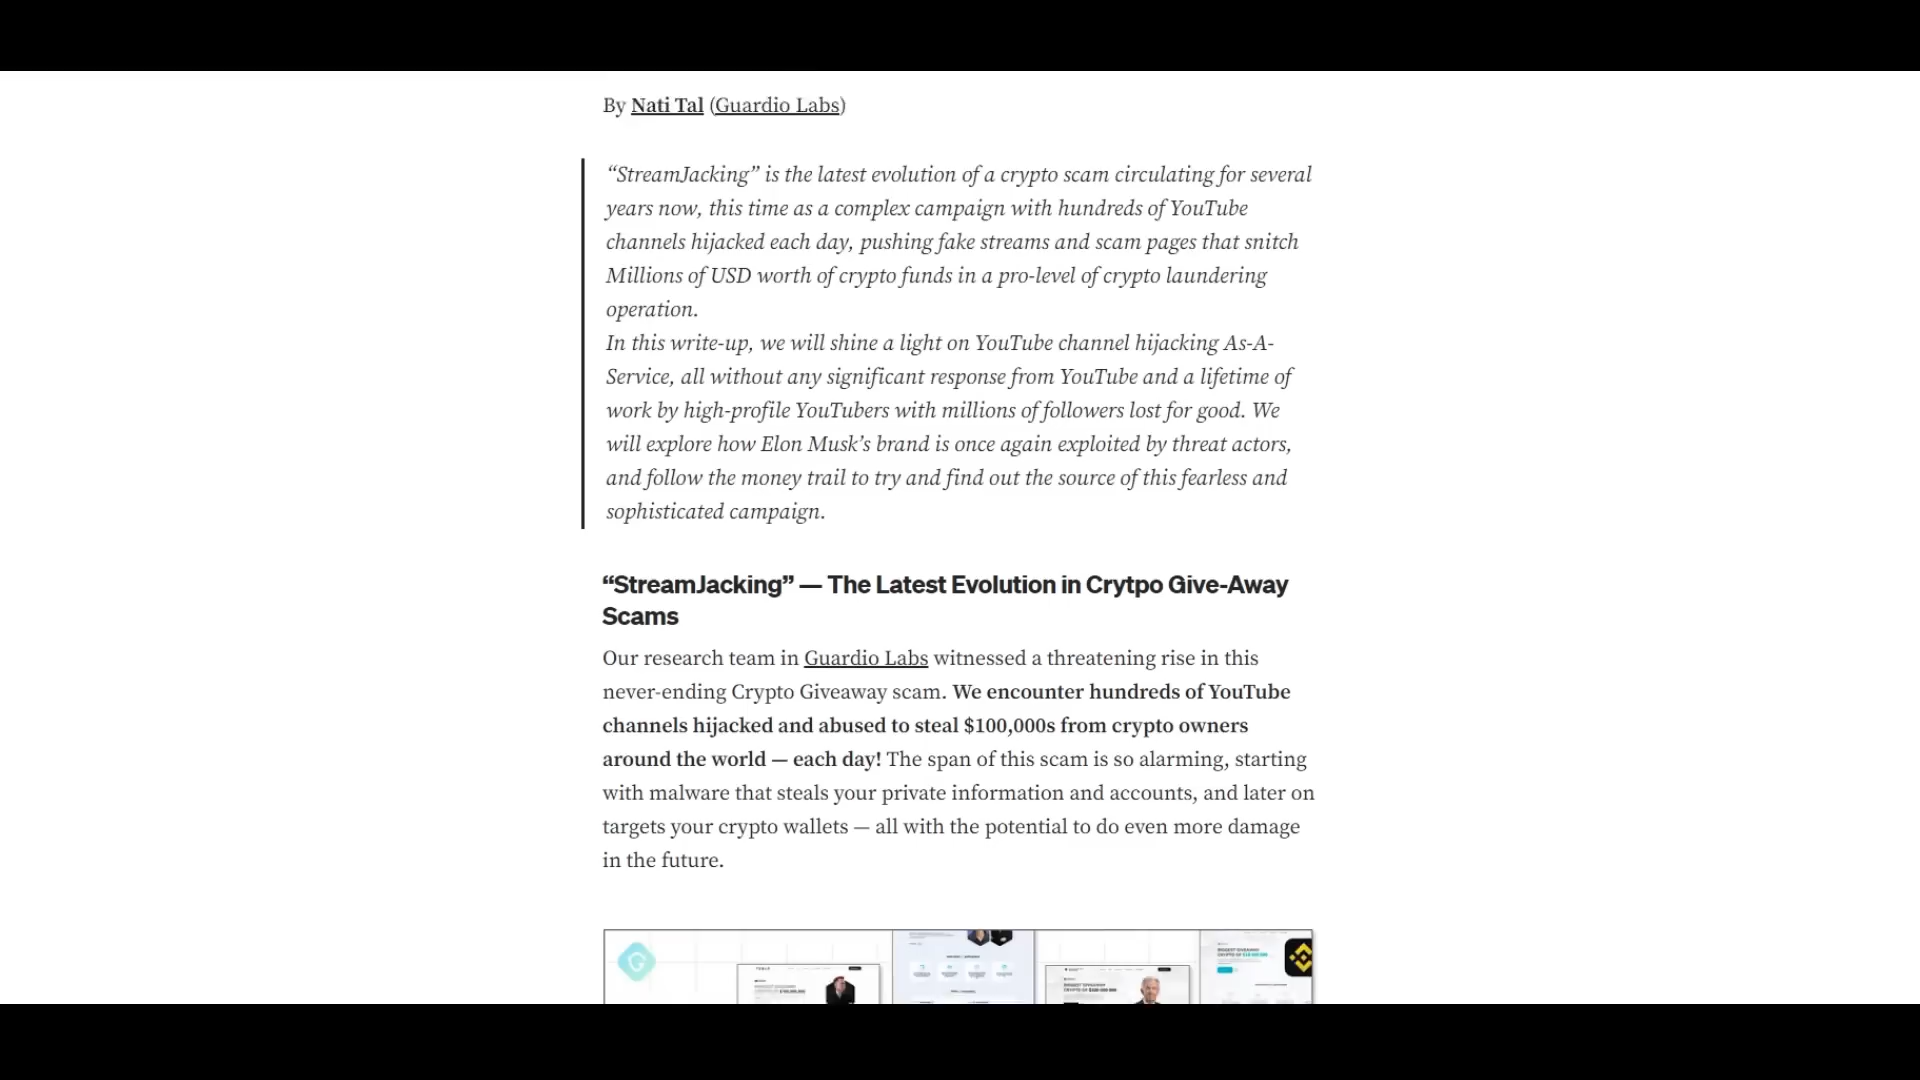 By Nati Tal (Guardio Labs)
“StreamJacking” is the latest evolution of a crypto scam circulating for several
years now, this time as a complex campaign with hundreds of YouTube
channels hijacked each day, pushing fake streams and scam pages that snitch
Millions of USD worth of crypto funds in a pro-level of crypto laundering
operation.
In this write-up, we will shine a light on YouTube channel hijacking As-A-
Service, all without any significant response from YouTube and a lifetime of
work by high-profile YouTubers with millions of followers lost for good. We
will explore how Elon Musk’s brand is once again exploited by threat actors,
and follow the money trail to try and find out the source of this fearless and
sophisticated campaign.
“StreamJacking” — The Latest Evolution in Crytpo Give-Away
Scams
Our research team in Guardio Labs witnessed a threatening rise in this
never-ending Crypto Giveaway scam. We encounter hundreds of YouTube
channels hijacked and abused to steal $100,000s from crypto owners
around the world — each day! The span of this scam is so alarming, starting
with malware that steals your private information and accounts, and later on
targets your crypto wallets — all with the potential to do even more damage
in the future.